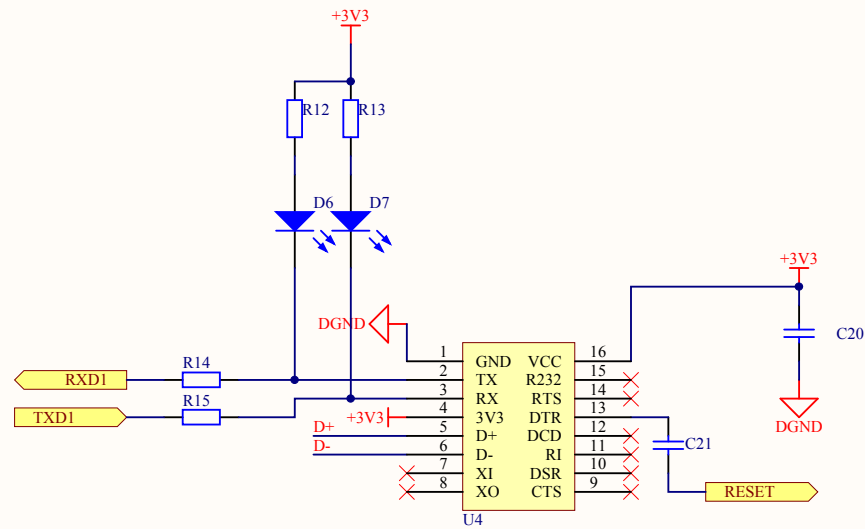 +3V3
R12 R13
D6 D7
+3V3
DGND
C20
1 GND VCC 16
R14
RXD1 2 TX R232 15
R15
3 RX RTS 14
TXD1 +3V3 4 3V3 DTR 13
DGND
D+ 5 D+ DCD 12
C21
D- 6 D- RI 11
7 XI DSR 10
8 XO CTS 9
RESET
U4